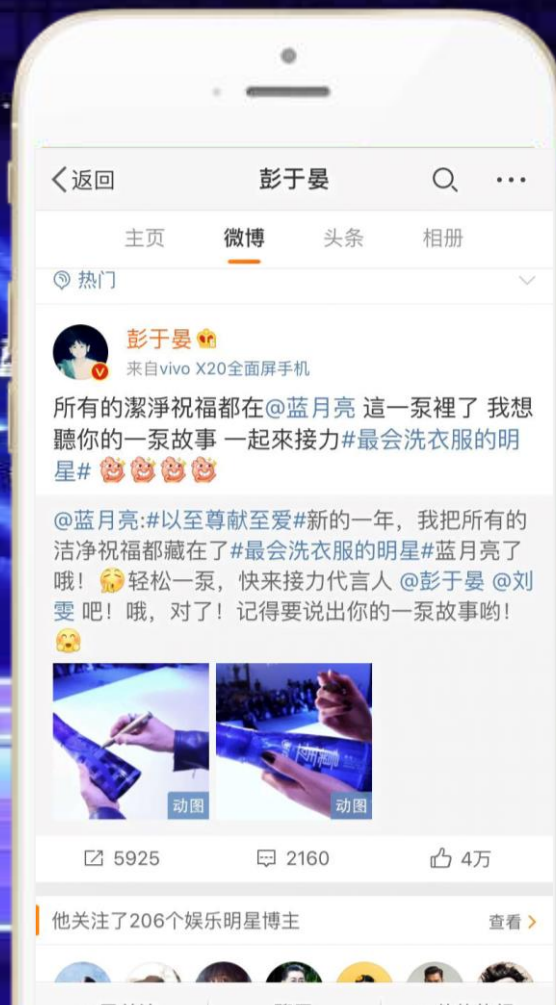 返回 彭于晏
主页 微博 头条 相册
热门
彭于晏
来自vivo X20全面屏手机
所有的潔淨祝福都在@蓝月亮 這一泵裡了 我想
聽你的一泵故事 一起來接力#最会洗衣服的明
星#
@蓝月亮:#以至尊献至爱#新的一年，我把所有的
洁净祝福都藏在了#最会洗衣服的明星#蓝月亮了
哦！轻松一泵，快来接力代言人 @彭于晏 @刘
雯 吧！哦，对了！记得要说出你的一泵故事哟！
动图 动图
5925 2160 4万
他关注了206个娱乐明星博主 查看